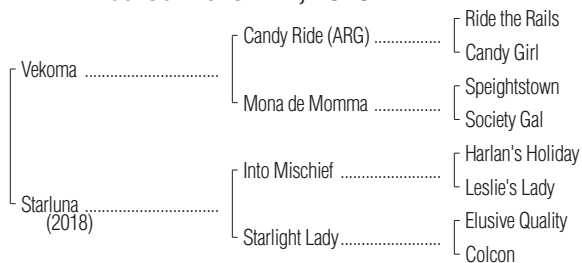 Ride the Rails
Candy Ride (ARG) ................
Candy Girl
Vekoma ...........................
Speightstown
Mona de Momma .............
Society Gal
Harlan's Holiday
Into Mischief ....................
Leslie's Lady
Starluna ...........................
(2018)
Elusive Quality
Starlight Lady....................
Colcon